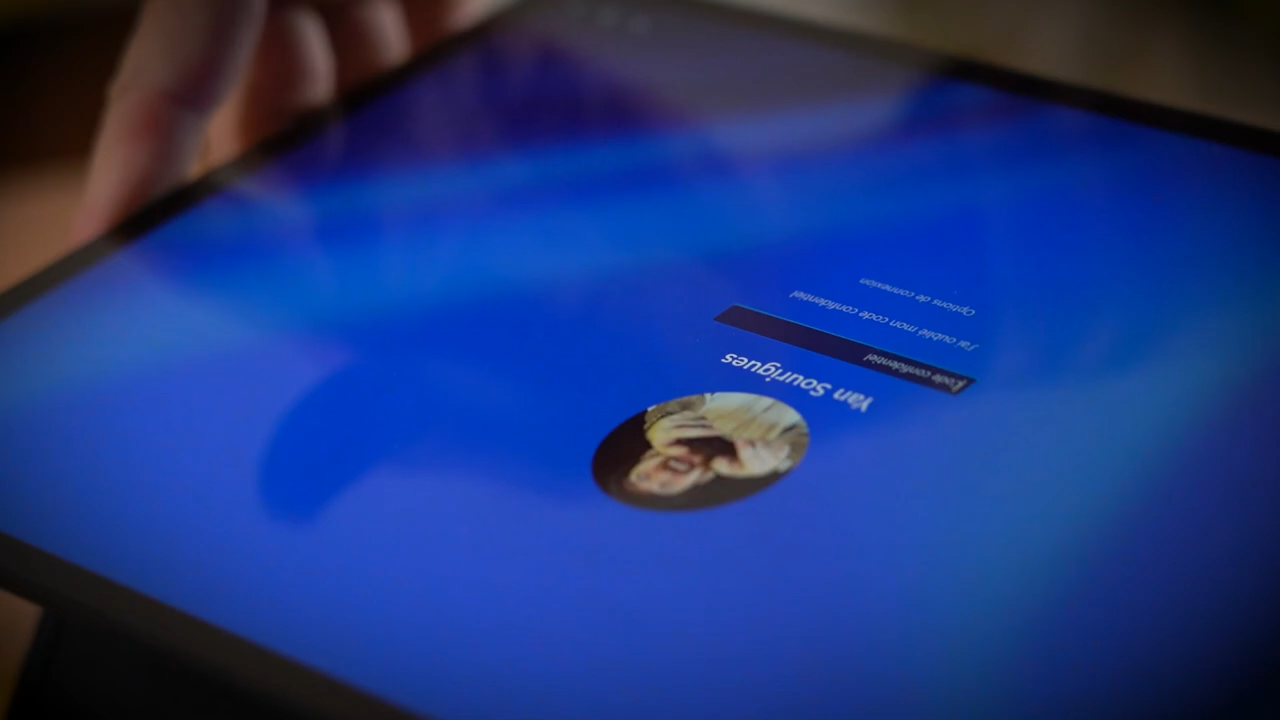 Yan Sourigues
Code confidentiel
J'ai oublié mon code confidentiel
Options de connexion